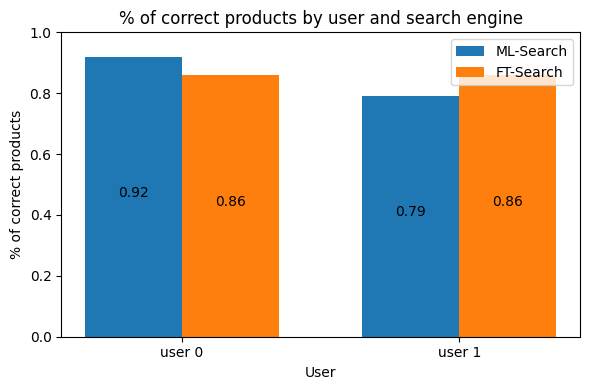 % of correct products by user and search engine
ML-Search
FT-Search
% of correct products
1.0
0.8
0.6
0.4
0.2
0.0
0.92
0.86
0.79
0.86
user 0
user 1
User